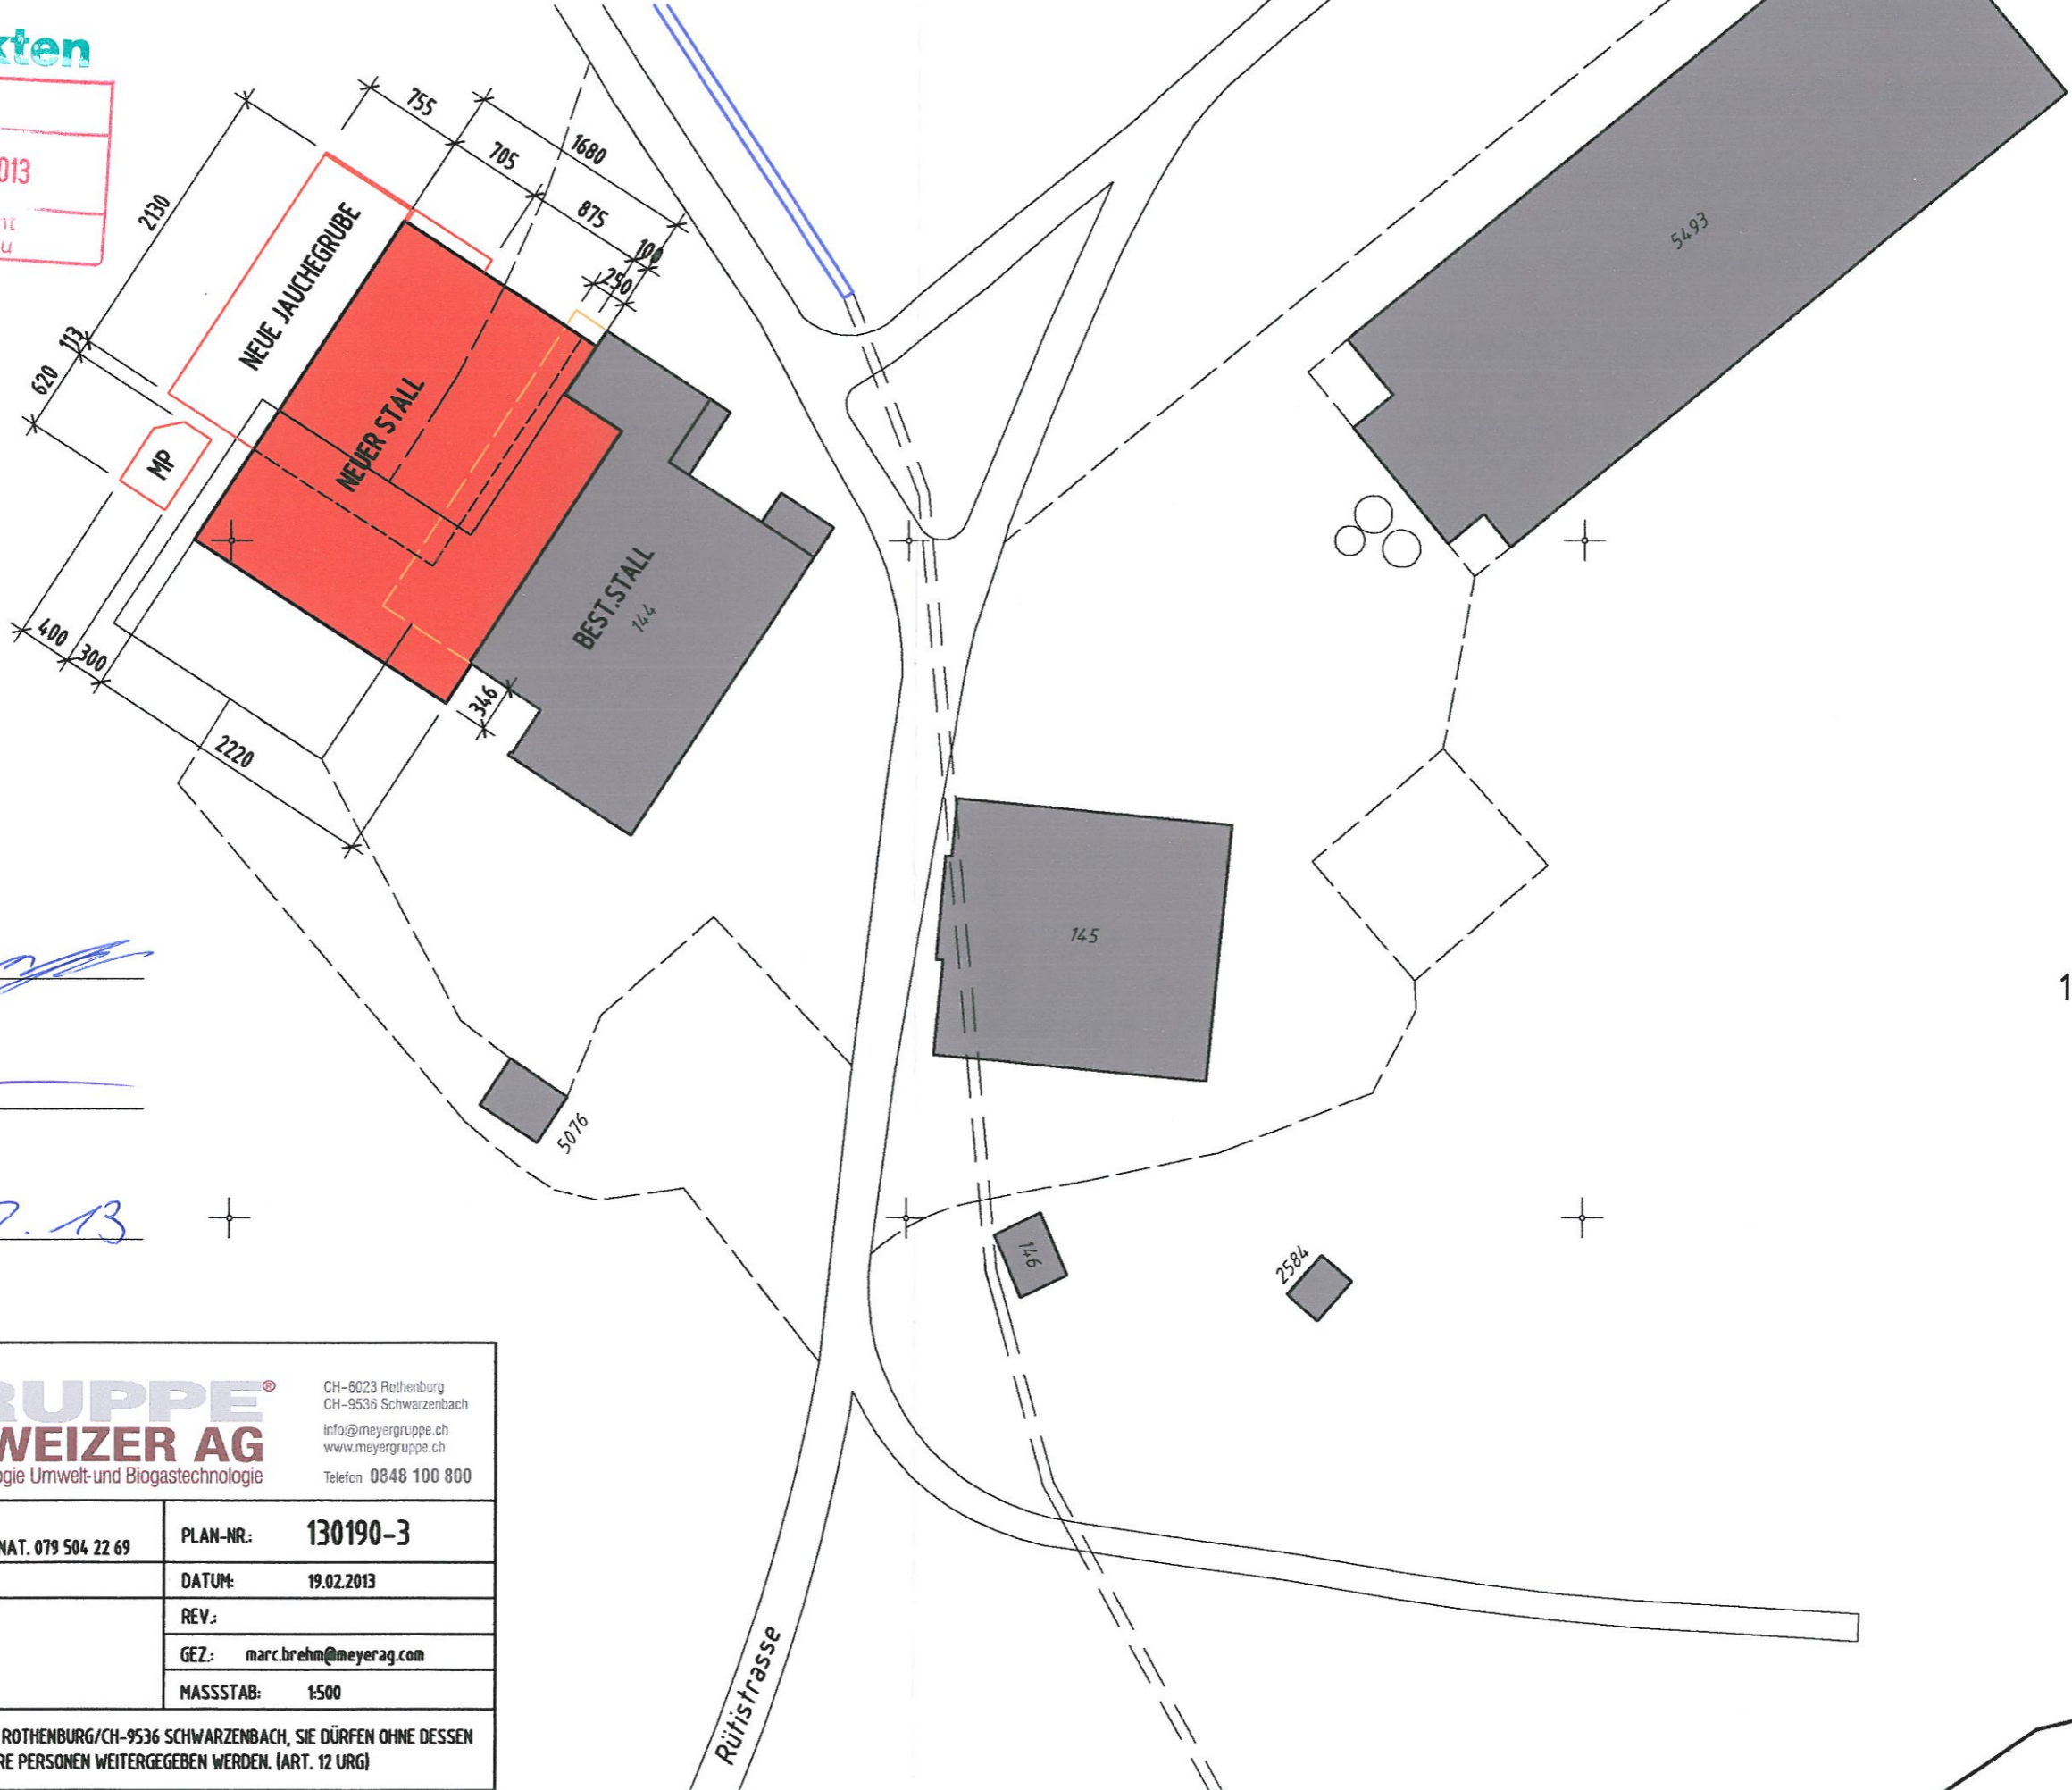 kten
013
755
705
1680
875
100
250
2130
113
620
NEUE JAUCHEGRUBE
NEUER STALL
MP
BEST.STALL
144
400
300
2220
346
5493
145
1
5076
146
2584
. 13
Rütistrasse
RUPPE®
WEIZER AG
ogie Umwelt-und Biogastechnologie
CH-6023 Rothenburg
CH-9536 Schwarzenbach
info@meyergruppe.ch
www.meyergruppe.ch
Telefon 0848 100 800
NAT. 079 504 22 69
PLAN-NR.: 130190-3
DATUM: 19.02.2013
REV.:
GEZ.: marc.brehm@meyerag.com
MASSSTAB: 1:500
ROTHENBURG/CH-9536 SCHWARZENBACH, SIE DÜRFEN OHNE DESSEN
RE PERSONEN WEITERGEGEBEN WERDEN. (ART. 12 URG)